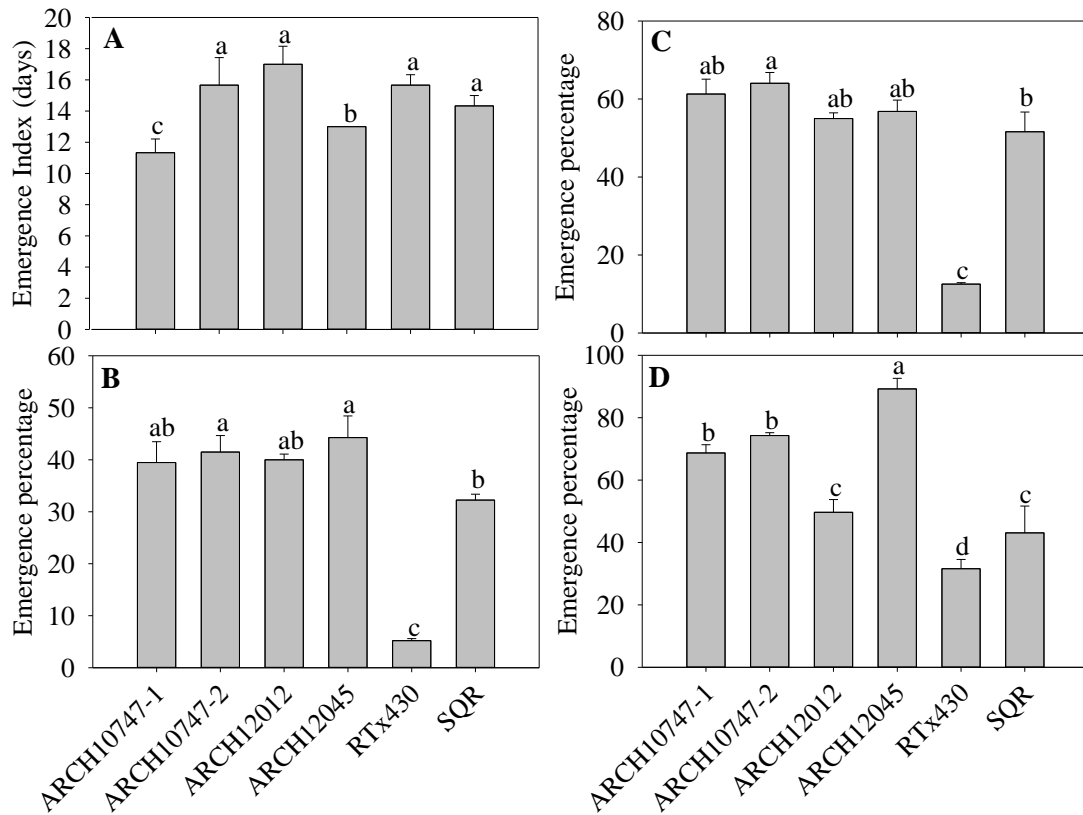 A
Emergence Index (days)
20
18
16
14
12
10
8
6
4
2
0
c
a
a
b
a
a
C
Emergence percentage
80
60
40
20
0
ab
a
ab
ab
c
b
B
Emergence percentage
60
50
40
30
20
10
0
ab
a
ab
a
c
b
ARCH10747-1
ARCH10747-2
ARCH12012
ARCH12045
RTx430
SQR
D
Emergence percentage
100
80
60
40
20
0
b
b
c
a
d
c
ARCH10747-1
ARCH10747-2
ARCH12012
ARCH12045
RTx430
SQR